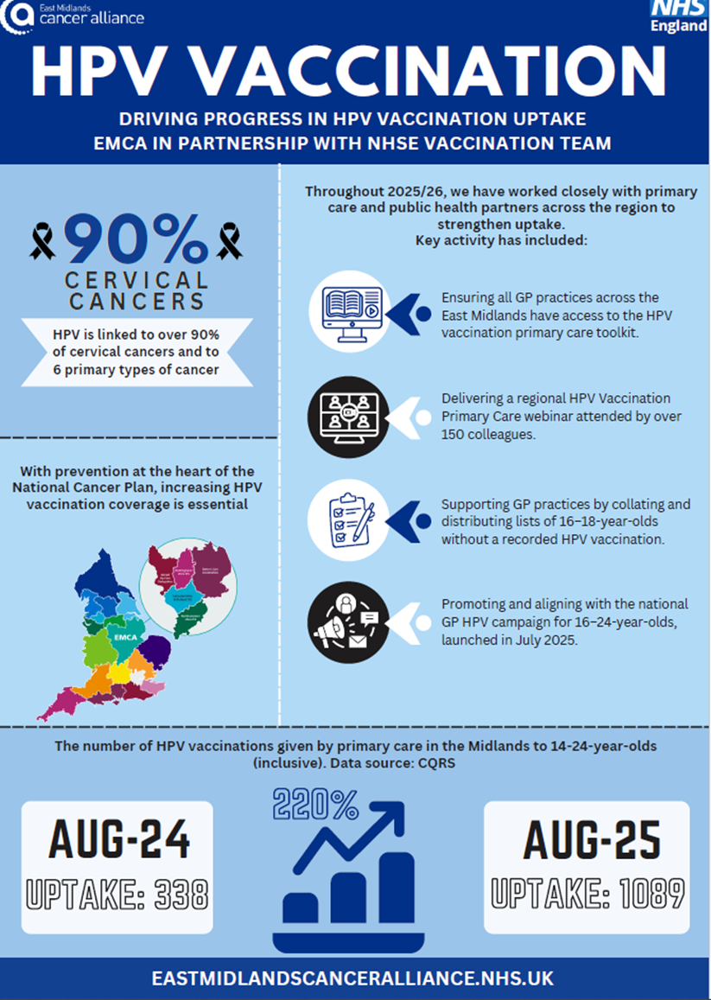 East Midlands
cancer alliance
NHS
England
HPV VACCINATION
DRIVING PROGRESS IN HPV VACCINATION UPTAKE
EMCA IN PARTNERSHIP WITH NHSE VACCINATION TEAM
90%
CERVICAL
CANCERS
HPV is linked to over 90%
of cervical cancers and to
6 primary types of cancer
With prevention at the heart of the
National Cancer Plan, increasing HPV
vaccination coverage is essential
EMCA
Throughout 2025/26, we have worked closely with primary
care and public health partners across the region to
strengthen uptake.
Key activity has included:
Ensuring all GP practices across the
East Midlands have access to the HPV
vaccination primary care toolkit.
Delivering a regional HPV Vaccination
Primary Care webinar attended by over
150 colleagues.
Supporting GP practices by collating and
distributing lists of 16–18-year-olds
without a recorded HPV vaccination.
Promoting and aligning with the national
GP HPV campaign for 16–24-year-olds,
launched in July 2025.
The number of HPV vaccinations given by primary care in the Midlands to 14-24-year-olds
(inclusive). Data source: CQRS
AUG-24
UPTAKE: 338
220%
AUG-25
UPTAKE: 1089
EASTMIDLANDSCANCERALLIANCE.NHS.UK